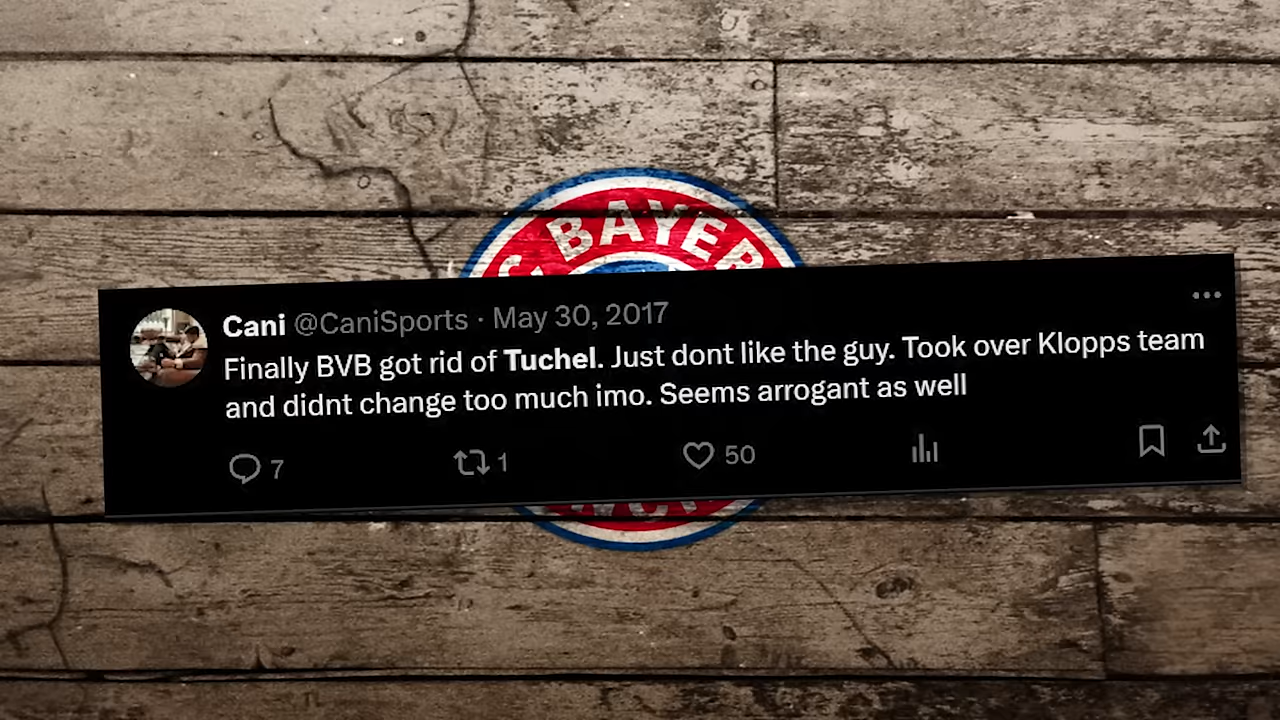 BAYER
Cani @CaniSports · May 30, 2017
Finally BVB got rid of Tuchel. Just dont like the guy. Took over Klopps team
and didnt change too much imo. Seems arrogant as well
7 1 50